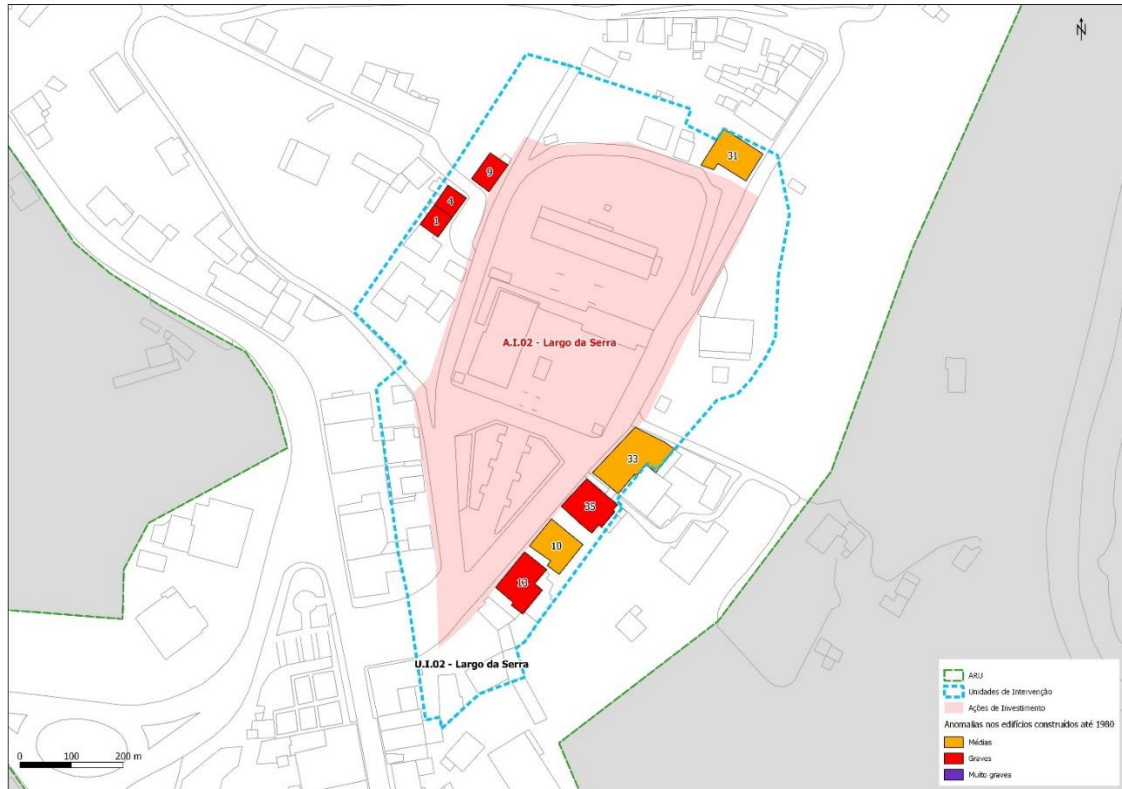 N
31
9
4
1
A.I.02 - Largo da Serra
33
35
10
13
U.I.02 - Largo da Serra
ARU
Unidades de Intervenção
Ações de Investimento
Anomalias nos edifícios construídos até 1980
Médias
Graves
Muito graves
0 100 200 m